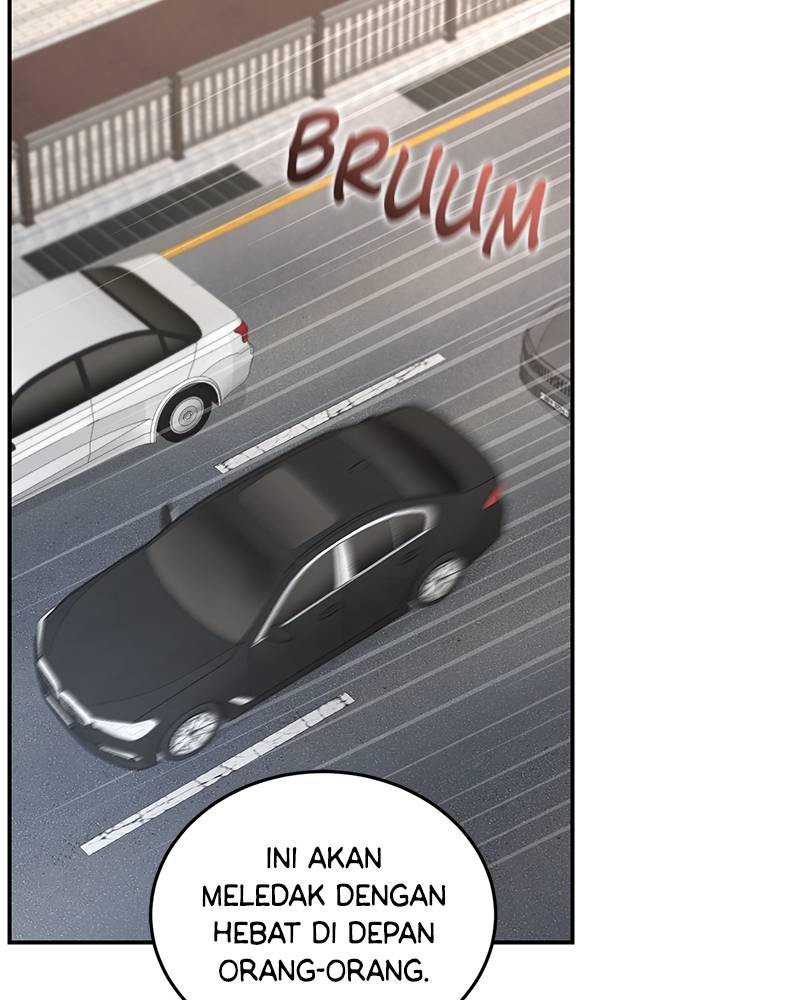 BRUUM
INI AKAN
MELEDAK DENGAN
HEBAT DI DEPAN
ORANG-ORANG.